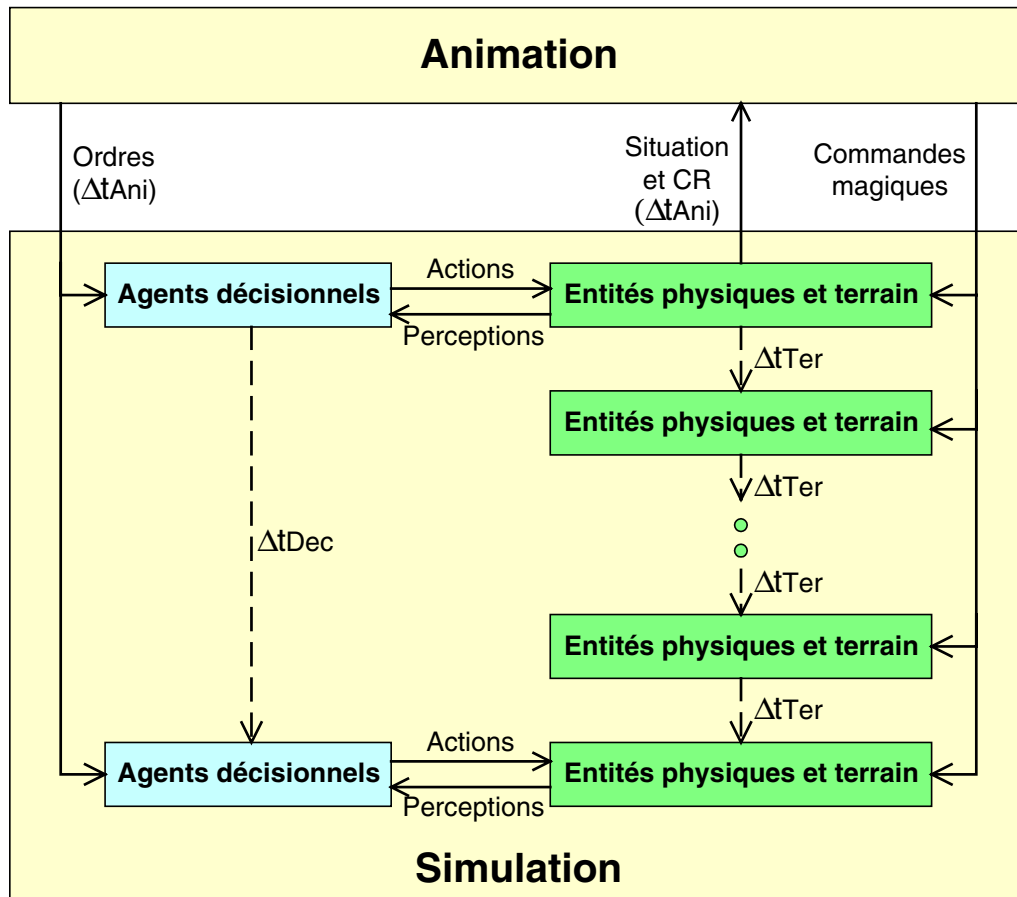 Animation
Ordres
(ΔtAni)
Situation
et CR
(ΔtAni)
Commandes
magiques
Agents décisionnels
Actions
Perceptions
Entités physiques et terrain
ΔtTer
Entités physiques et terrain
ΔtTer
ΔtDec
ΔtTer
Entités physiques et terrain
ΔtTer
Agents décisionnels
Actions
Perceptions
Entités physiques et terrain
Simulation